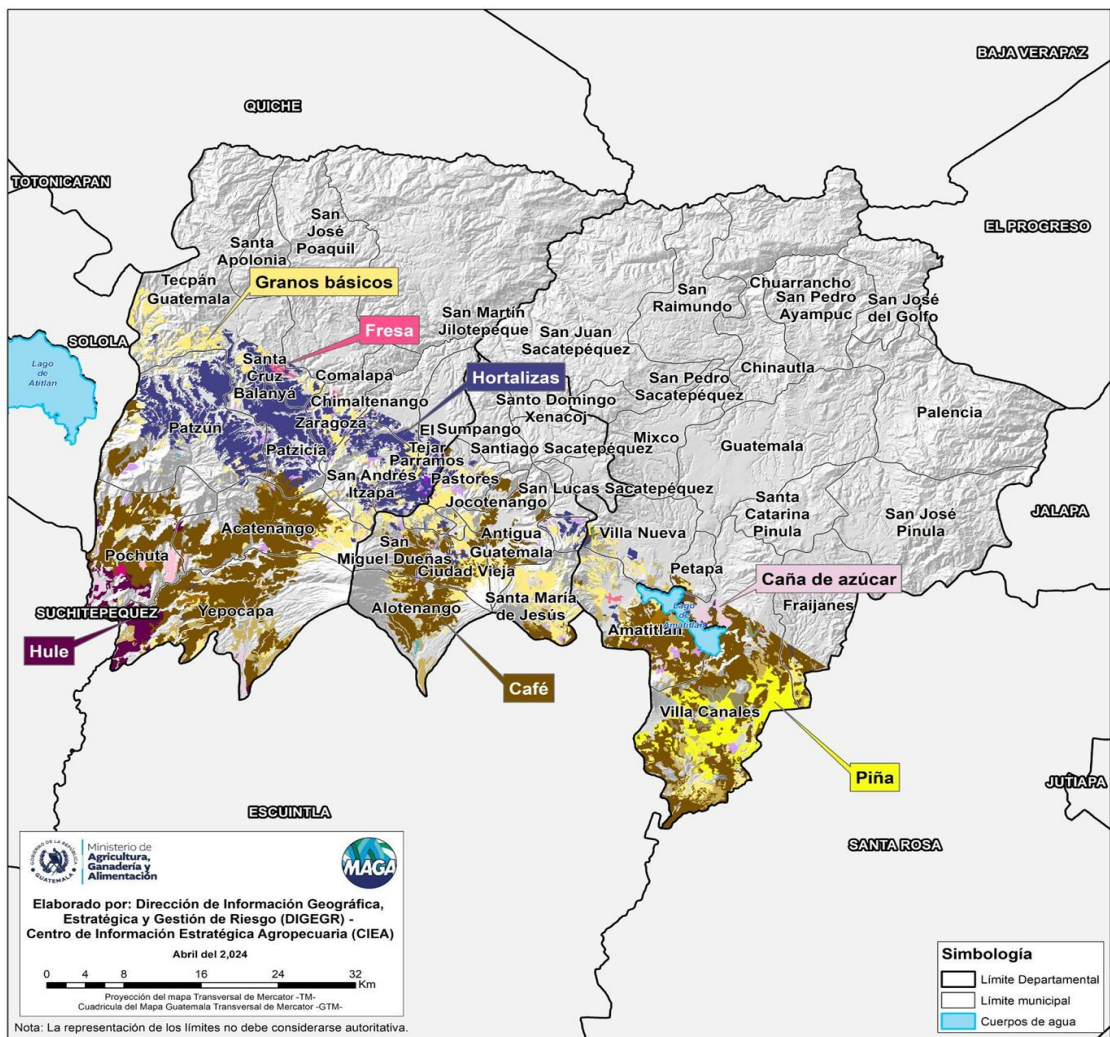 BAJA VERAPAZ
QUICHE
TOTONICAPAN
EL PROGRESO
San
José
Poaquil
Santa
Apolonia
Tecpán
Guatemala
Granos básicos
San
Raimundo
Chuarrancho
San Pedro
Ayampuc
San José
del Golfo
San Martín
Jilotepeque
San Juan
Sacatepéquez
Fresa
SOLOLA
Lago
de
Atitlán
Santa
Cruz
Balanyá
Comalapa
Hortalizas
Chinautla
San Pedro
Sacatepéquez
Chimaltenango
Santo Domingo
Xenacoj
Palencia
Patzún
Zaragoza
El
Tejar
Sumpango
Mixco
Guatemala
Patzicía
Parramos
Santiago Sacatepéquez
San Andrés
Itzapa
Pastores
San Lucas Sacatepéquez
Jocotenango
Santa
Catarina
Pinula
San José
Pinula
JALAPA
Acatenango
San
Miguel Dueñas
Antigua
Guatemala
Villa Nueva
Pochuta
Ciudad Vieja
Petapa
Caña de azúcar
SUCHITEPEQUEZ
Yepocapa
Alotenango
Santa María
de Jesús
Amatitlán
Lago
de
Amatitlán
Fraijanes
Hule
Café
Villa Canales
Piña
JUTIAPA
ESCUINTLA
SANTA ROSA
GOBIERNO DE LA REPÚBLICA
GUATEMALA
Ministerio de
Agricultura,
Ganadería y
Alimentación
MAGA
Elaborado por: Dirección de Información Geográfica,
Estratégica y Gestión de Riesgo (DIGEGR) -
Centro de Información Estratégica Agropecuaria (CIEA)
Abril del 2,024
0 4 8 16 24 32
Km
Proyección del mapa Transversal de Mercator -TM-
Cuadricula del Mapa Guatemala Transversal de Mercator -GTM-
Nota: La representación de los límites no debe considerarse autoritativa.
Simbología
Límite Departamental
Límite municipal
Cuerpos de agua